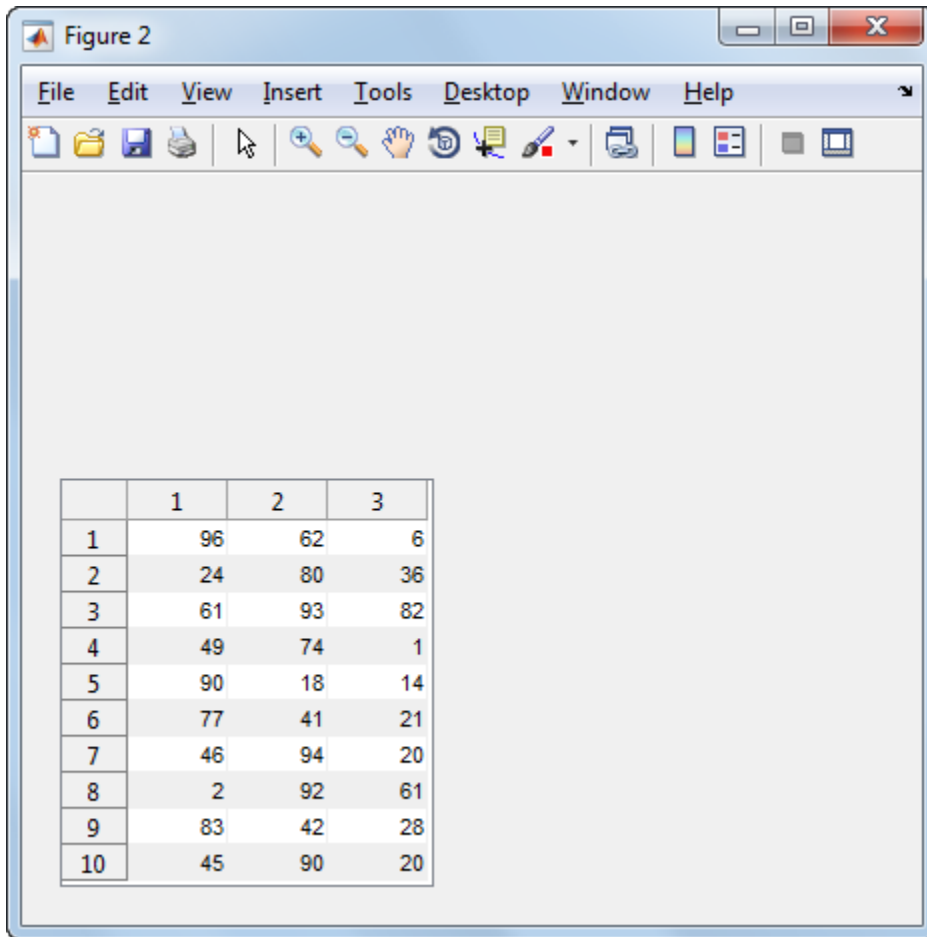 Figure 2
File Edit View Insert Tools Desktop Window Help
1 2 3
1 96 62 6
2 24 80 36
3 61 93 82
4 49 74 1
5 90 18 14
6 77 41 21
7 46 94 20
8 2 92 61
9 83 42 28
10 45 90 20